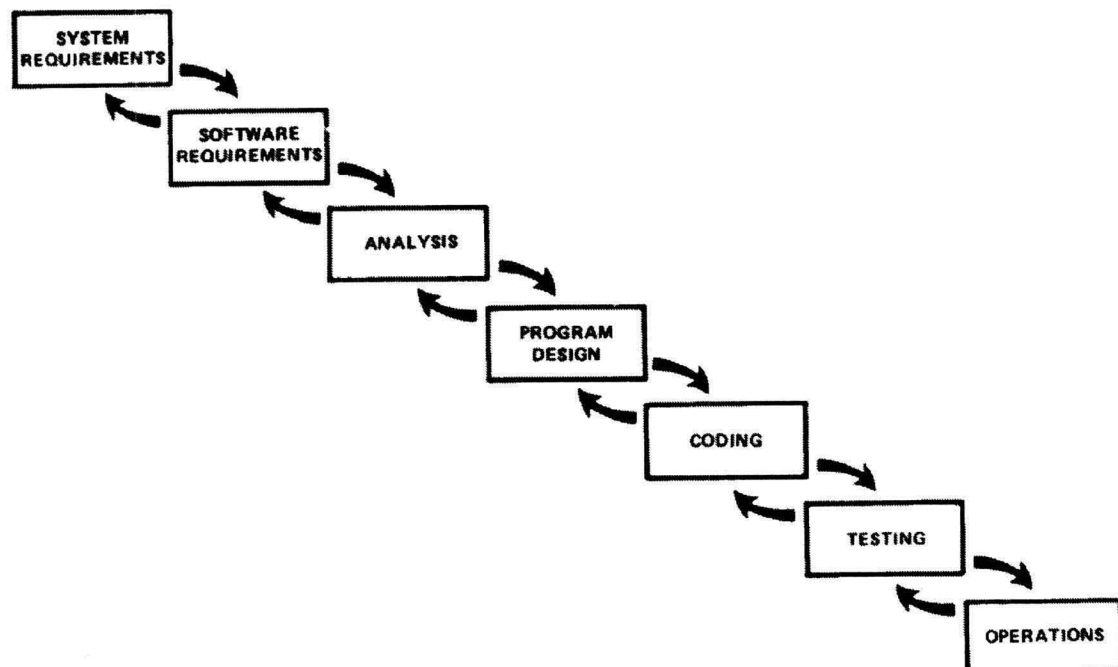 SYSTEM
REQUIREMENTS
SOFTWARE
REQUIREMENTS
ANALYSIS
PROGRAM
DESIGN
CODING
TESTING
OPERATIONS